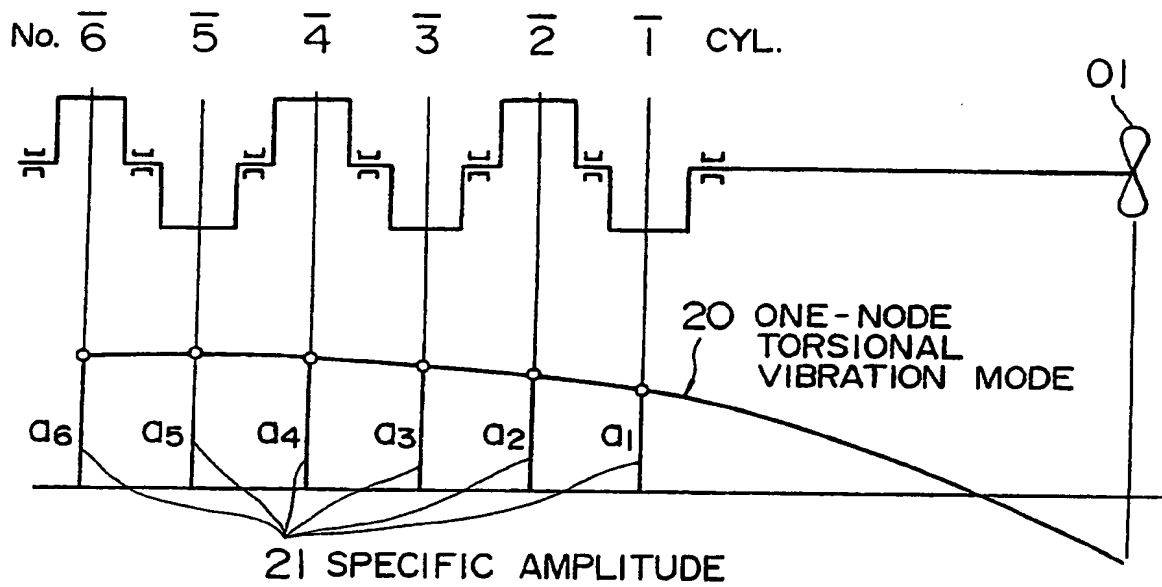 No. 6̅ 5̅ 4̅ 3̅ 2̅ 1̅ CYL.
01
20 ONE-NODE
TORSIONAL
VIBRATION MODE
a6 a5 a4 a3 a2 a1
21 SPECIFIC AMPLITUDE